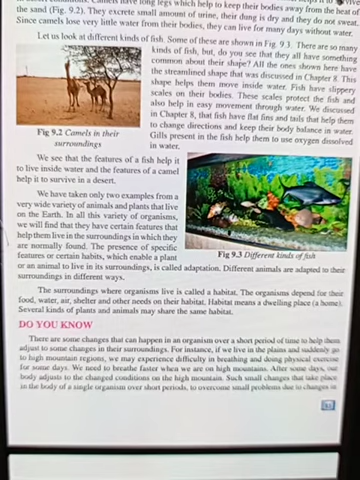 have long legs which help to keep their bodies away from the heat of
the sand (Fig. 9.2). They excrete small amount of urine, their dung is dry and they do not sweat.
Since camels lose very little water from their bodies, they can live for many days without water.
Let us look at different kinds of fish. Some of these are shown in Fig. 9.3. There are so many
kinds of fish, but, do you see that they all have something
common about their shape? All the ones shown here have
the streamlined shape that was discussed in Chapter 8. This
shape helps them move inside water. Fish have slippery
scales on their bodies. These scales protect the fish and
also help in easy movement through water. We discussed
in Chapter 8, that fish have flat fins and tails that help them
to change directions and keep their body balance in water.
Gills present in the fish help them to use oxygen dissolved
in water.
Fig 9.2 Camels in their
surroundings
We see that the features of a fish help it
to live inside water and the features of a camel
help it to survive in a desert.
We have taken only two examples from a
very wide variety of animals and plants that live
on the Earth. In all this variety of organisms,
we will find that they have certain features that
help them live in the surroundings in which they
are normally found. The presence of specific
features or certain habits, which enable a plant
Fig 9.3 Different kinds of fish
or an animal to live in its surroundings, is called adaptation. Different animals are adapted to their
surroundings in different ways.
The surroundings where organisms live is called a habitat. The organisms depend for their
food, water, air, shelter and other needs on their habitat. Habitat means a dwelling place (a home).
Several kinds of plants and animals may share the same habitat.
DO YOU KNOW
There are some changes that can happen in an organism over a short period of time to help them
adjust to some changes in their surroundings. For instance, if we live in the plains and suddenly go
to high mountain regions, we may experience difficulty in breathing and doing physical exercise
for some days. We need to breathe faster when we are on high mountains. After some days, our
body adjusts to the changed conditions on the high mountain. Such small changes that take place
in the body of a single organism over short periods, to overcome small problems due to changes in